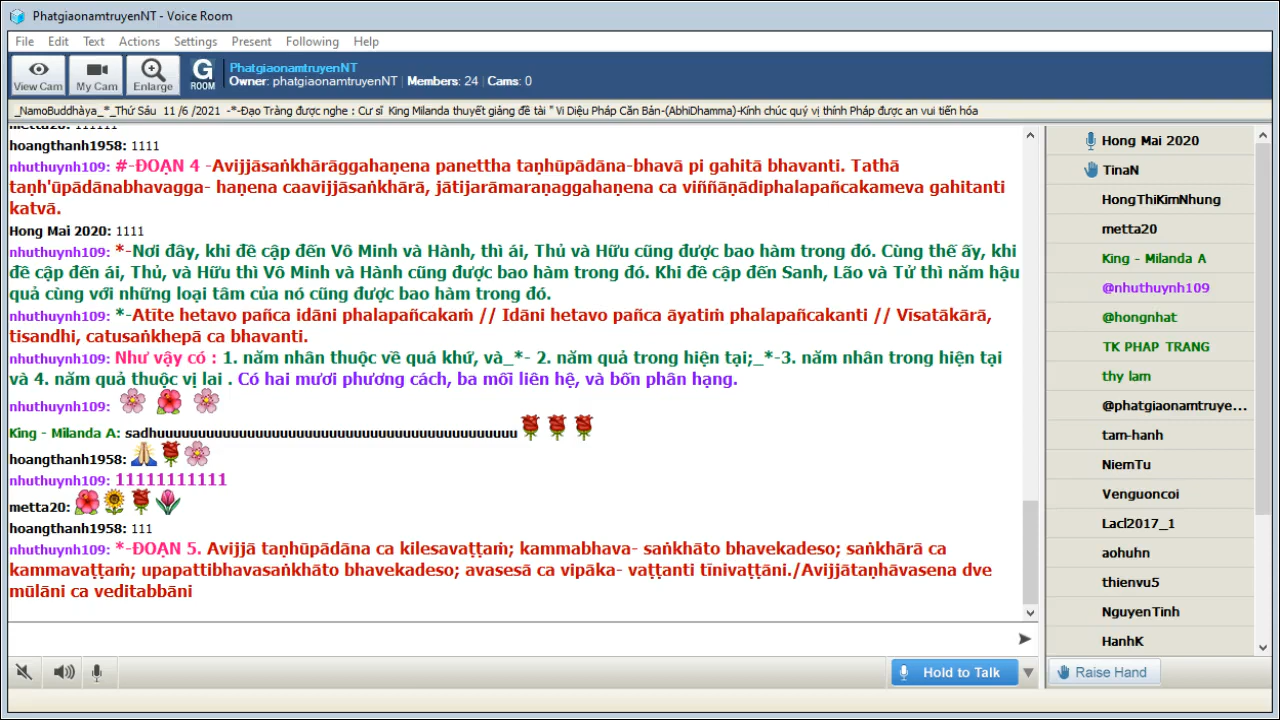 PhatgiaonamtruyenNT - Voice Room
File Edit Text Actions Settings Present Following Help
View Cam
My Cam
Enlarge
G
ROOM
PhatgiaonamtruyenNT
Owner: phatgiaonamtruyenNT | Members: 24 | Cams: 0
_NamoBuddhàya_*_Thứ Sáu 11 /6 /2021 -*-Đạo Tràng được nghe : Cư sĩ King Milanda thuyết giảng đề tài " Vi Diệu Pháp Căn Bản-(AbhiDhamma)-Kính chúc quý vị thính Pháp được an vui tiến hóa
metta20: 111111
hoangthanh1958: 1111
nhuthuynh109: #-ĐOẠN 4 -Avijjāsaṅkhārāggahaṇena panettha taṇhūpādāna-bhavā pi gahitā bhavanti. Tathā
taṇh'ūpādānabhavagga- haṇena caavijjāsaṅkhārā, jātijarāmaraṇaggahaṇena ca viññāṇādiphalapañcakameva gahitanti
katvā.
Hong Mai 2020: 1111
nhuthuynh109: *-Nơi đây, khi đề cập đến Vô Minh và Hành, thì ái, Thủ và Hữu cũng được bao hàm trong đó. Cùng thế ấy, khi
đề cập đến ái, Thủ, và Hữu thì Vô Minh và Hành cũng được bao hàm trong đó. Khi đề cập đến Sanh, Lão và Tử thì năm hậu
quả cùng với những loại tâm của nó cũng được bao hàm trong đó.
nhuthuynh109: *-Atīte hetavo pañca idāni phalapañcakaṁ // Idāni hetavo pañca āyatiṁ phalapañcakanti // Vīsatākārā,
tisandhi, catusaṅkhepā ca bhavanti.
nhuthuynh109: Như vậy có : 1. năm nhân thuộc về quá khứ, và_*- 2. năm quả trong hiện tại;_*-3. năm nhân trong hiện tại
và 4. năm quả thuộc vị lai . Có hai mươi phương cách, ba mối liên hệ, và bốn phân hạng.
nhuthuynh109:
King - Milanda A: sadhuuuuuuuuuuuuuuuuuuuuuuuuuuuuuuuuuuuuuuuuuuuu
hoangthanh1958:
nhuthuynh109: 11111111111
metta20:
hoangthanh1958: 111
nhuthuynh109: *-ĐOẠN 5. Avijjā taṇhūpādāna ca kilesavaṭṭaṁ; kammabhava- saṅkhāto bhavekadeso; saṅkhārā ca
kammavaṭṭaṁ; upapattibhavasaṅkhāto bhavekadeso; avasesā ca vipāka- vaṭṭanti tīnivaṭṭāni./Avijjātaṇhāvasena dve
mūlāni ca veditabbāni
Hold to Talk
Hong Mai 2020
TinaN
HongThiKimNhung
metta20
King - Milanda A
@nhuthuynh109
@hongnhat
TK PHAP TRANG
thy lam
@phatgiaonamtruye...
tam-hanh
NiemTu
Venguoncoi
Lacl2017_1
aohuhn
thienvu5
NguyenTinh
HanhK
Raise Hand